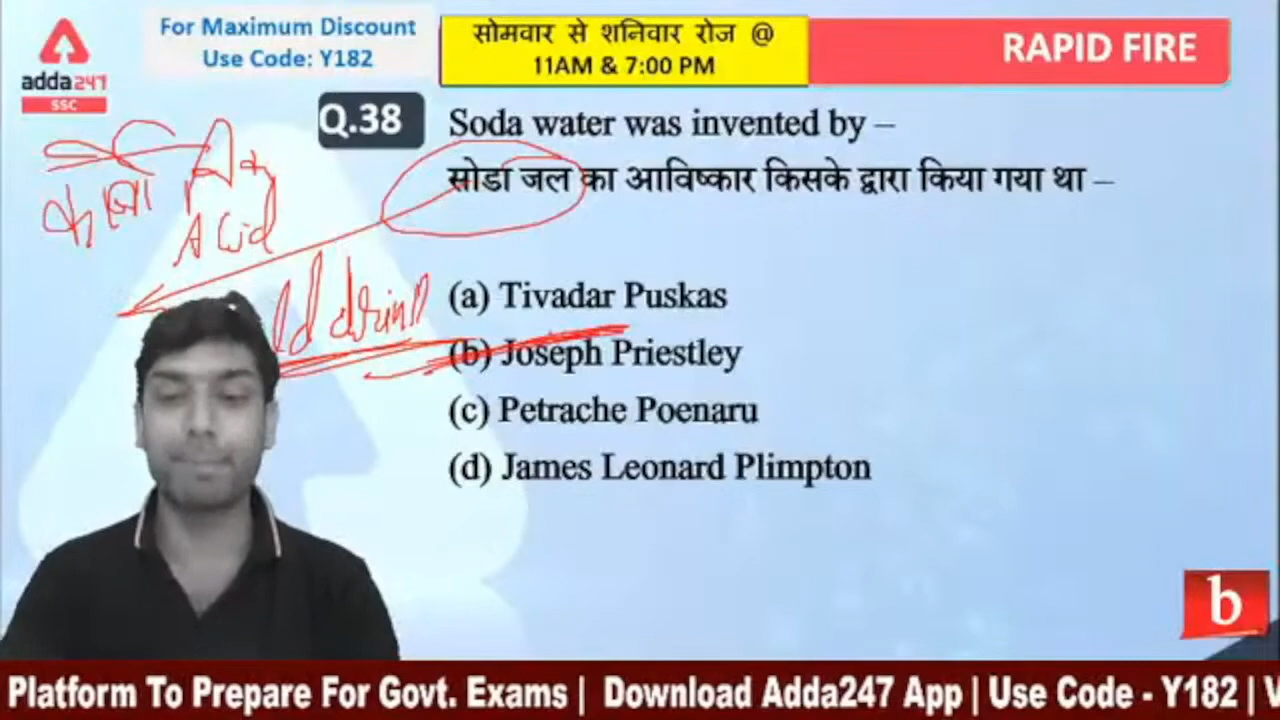 For Maximum Discount
Use Code: Y182
सोमवार से शनिवार रोज @
11AM & 7:00 PM
RAPID FIRE
adda247
SSC
Q.38
Soda water was invented by –
सोडा जल का आविष्कार किसके द्वारा किया गया था –
Acid
ld drink
(a) Tivadar Puskas
(b) Joseph Priestley
(c) Petrache Poenaru
(d) James Leonard Plimpton
b
Platform To Prepare For Govt. Exams | Download Adda247 App | Use Code - Y182 | V